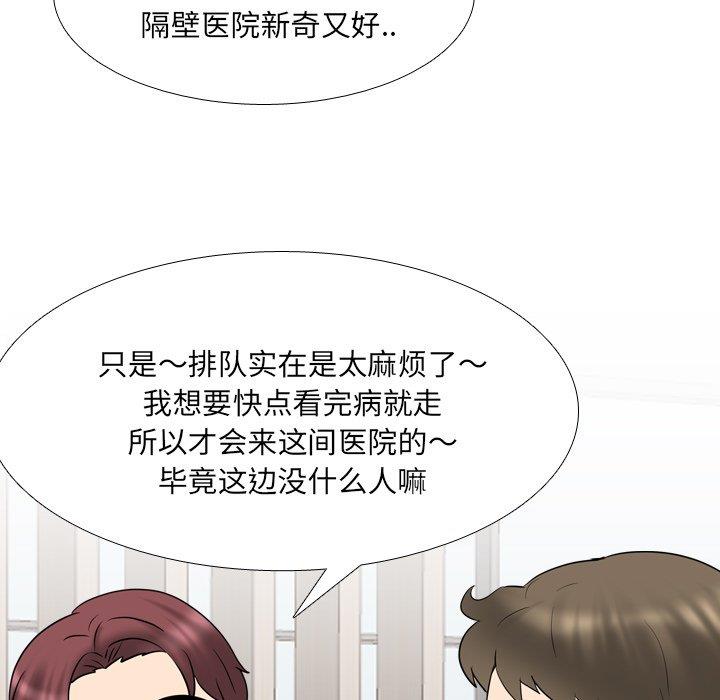 隔壁医院新奇又好..
只是～排队实在是太麻烦了～
我想要快点看完病就走
所以才会来这间医院的～
毕竟这边没什么人嘛